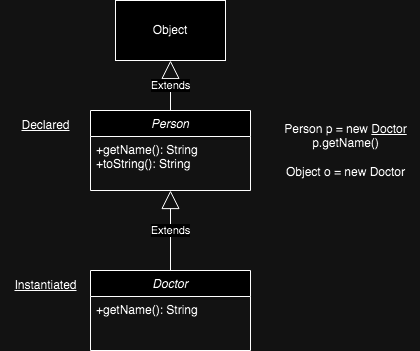 Object
Extends
Declared
Person
+getName(): String
+toString(): String
Person p = new Doctor
p.getName()
Object o = new Doctor
Extends
Instantiated
Doctor
+getName(): String